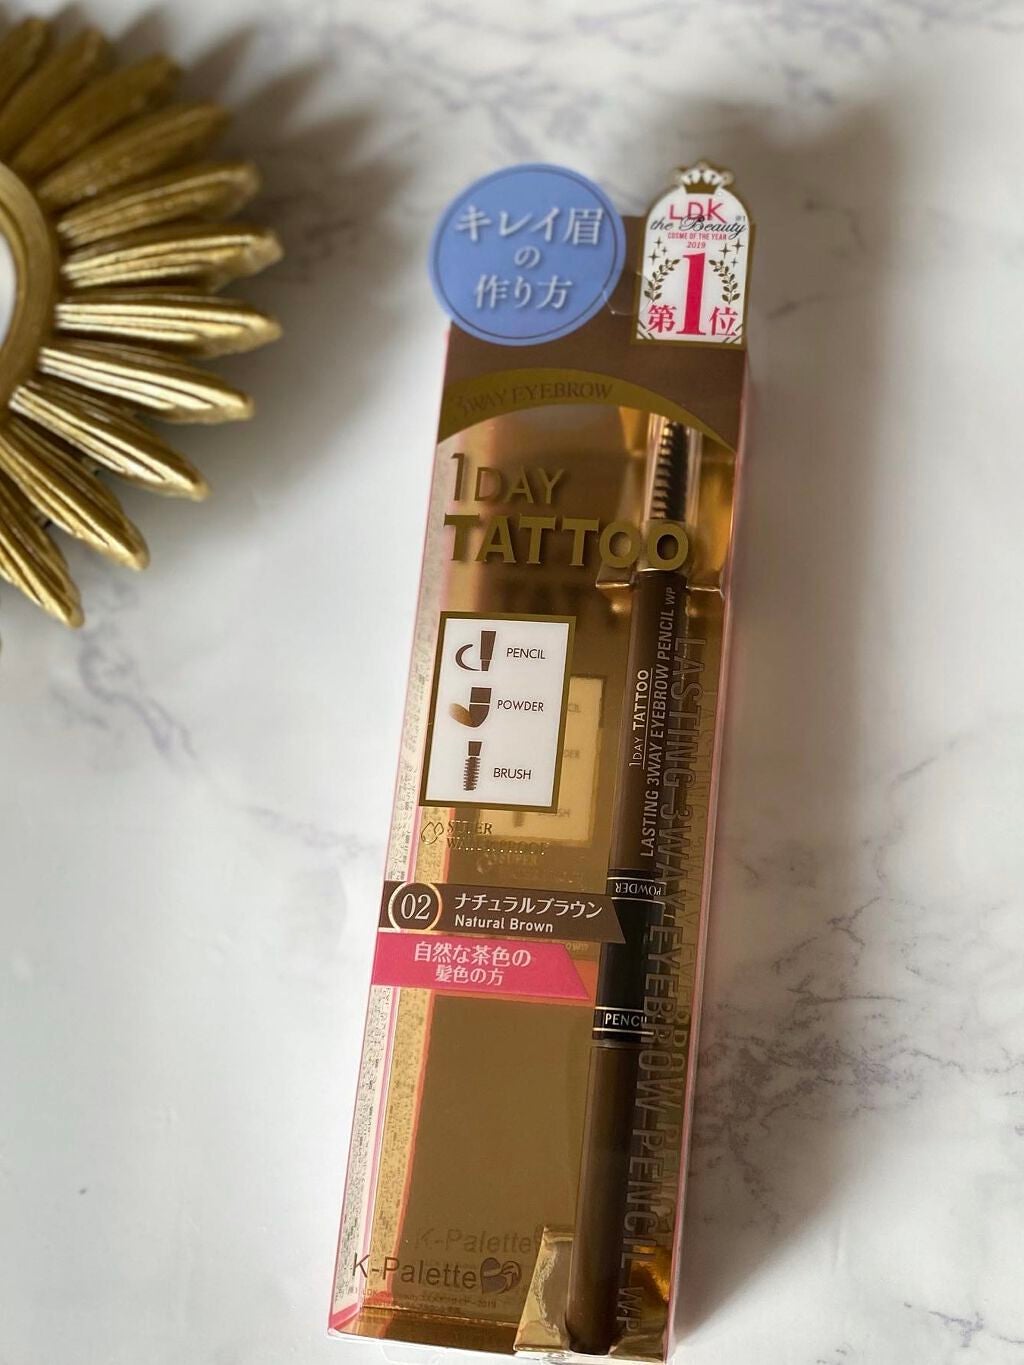 キレイ眉
の
作り方
LDK
the Beauty
COSME OF THE YEAR
2019
第1位
3WAY EYEBROW
1DAY
TATTOO
PENCIL
POWDER
BRUSH
SUPER
WATERPROOF
02 ナチュラルブラウン
Natural Brown
自然な茶色の
髪色の方
1DAY TATTOO
LASTING 3WAY EYEBROW PENCIL WP
POWDER
PENCIL
LASTING 3WAY EYEBROW PENCIL WP
K-Palette